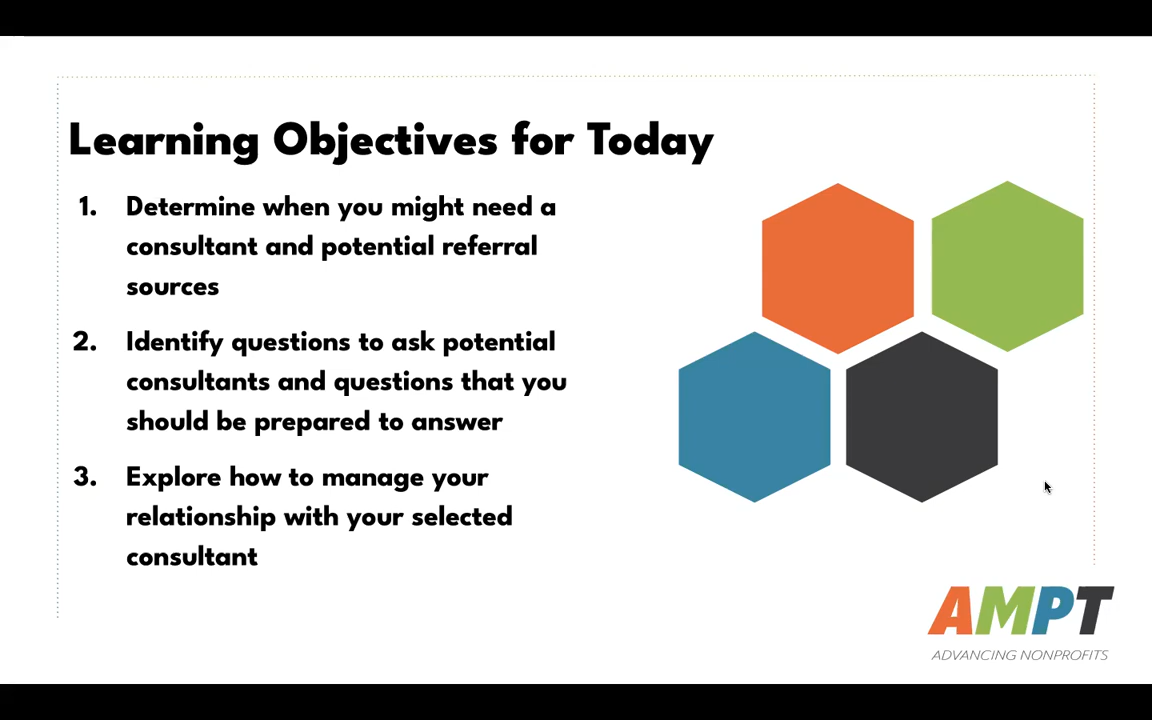 Learning Objectives for Today
1. Determine when you might need a
consultant and potential referral
sources
2. Identify questions to ask potential
consultants and questions that you
should be prepared to answer
3. Explore how to manage your
relationship with your selected
consultant
AMPT
ADVANCING NONPROFITS